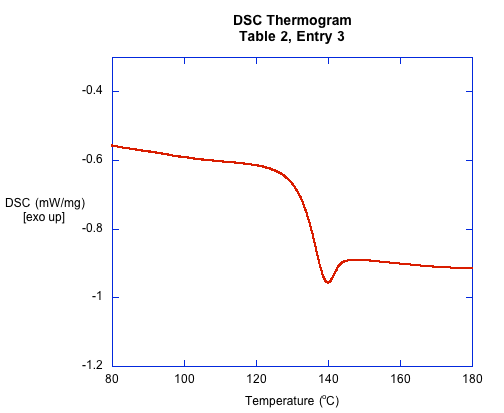 DSC Thermogram
Table 2, Entry 3
-0.4
-0.6
-0.8
-1
-1.2
DSC (mW/mg)
[exo up]
80 100 120 140 160 180
Temperature (°C)